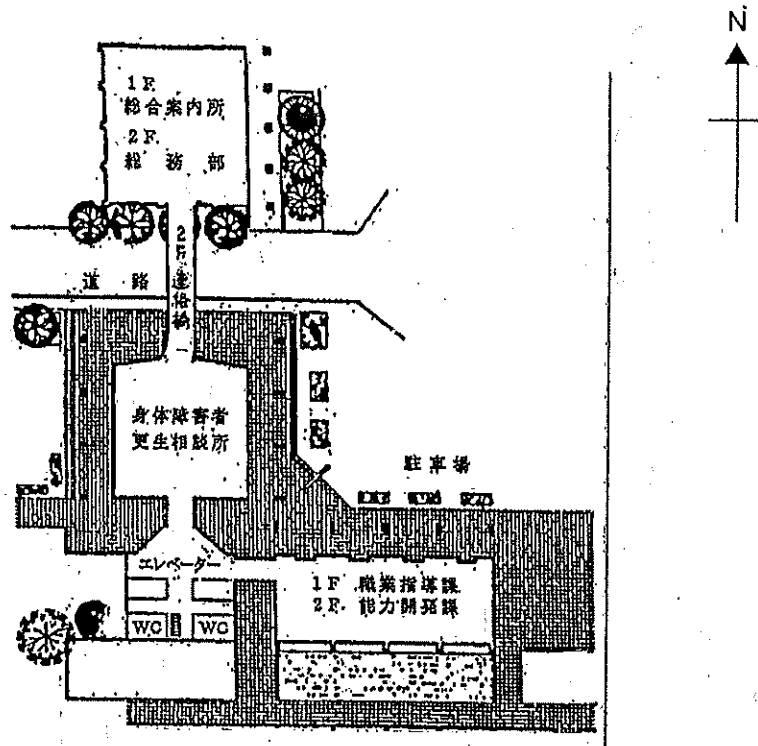 N
1F.
総合案内所
2F.
総務部
2F連絡橋
道路
身体障害者
更生相談所
駐車場
エレベーター
1F. 職業指導課
2F. 能力開発課
WC
WC